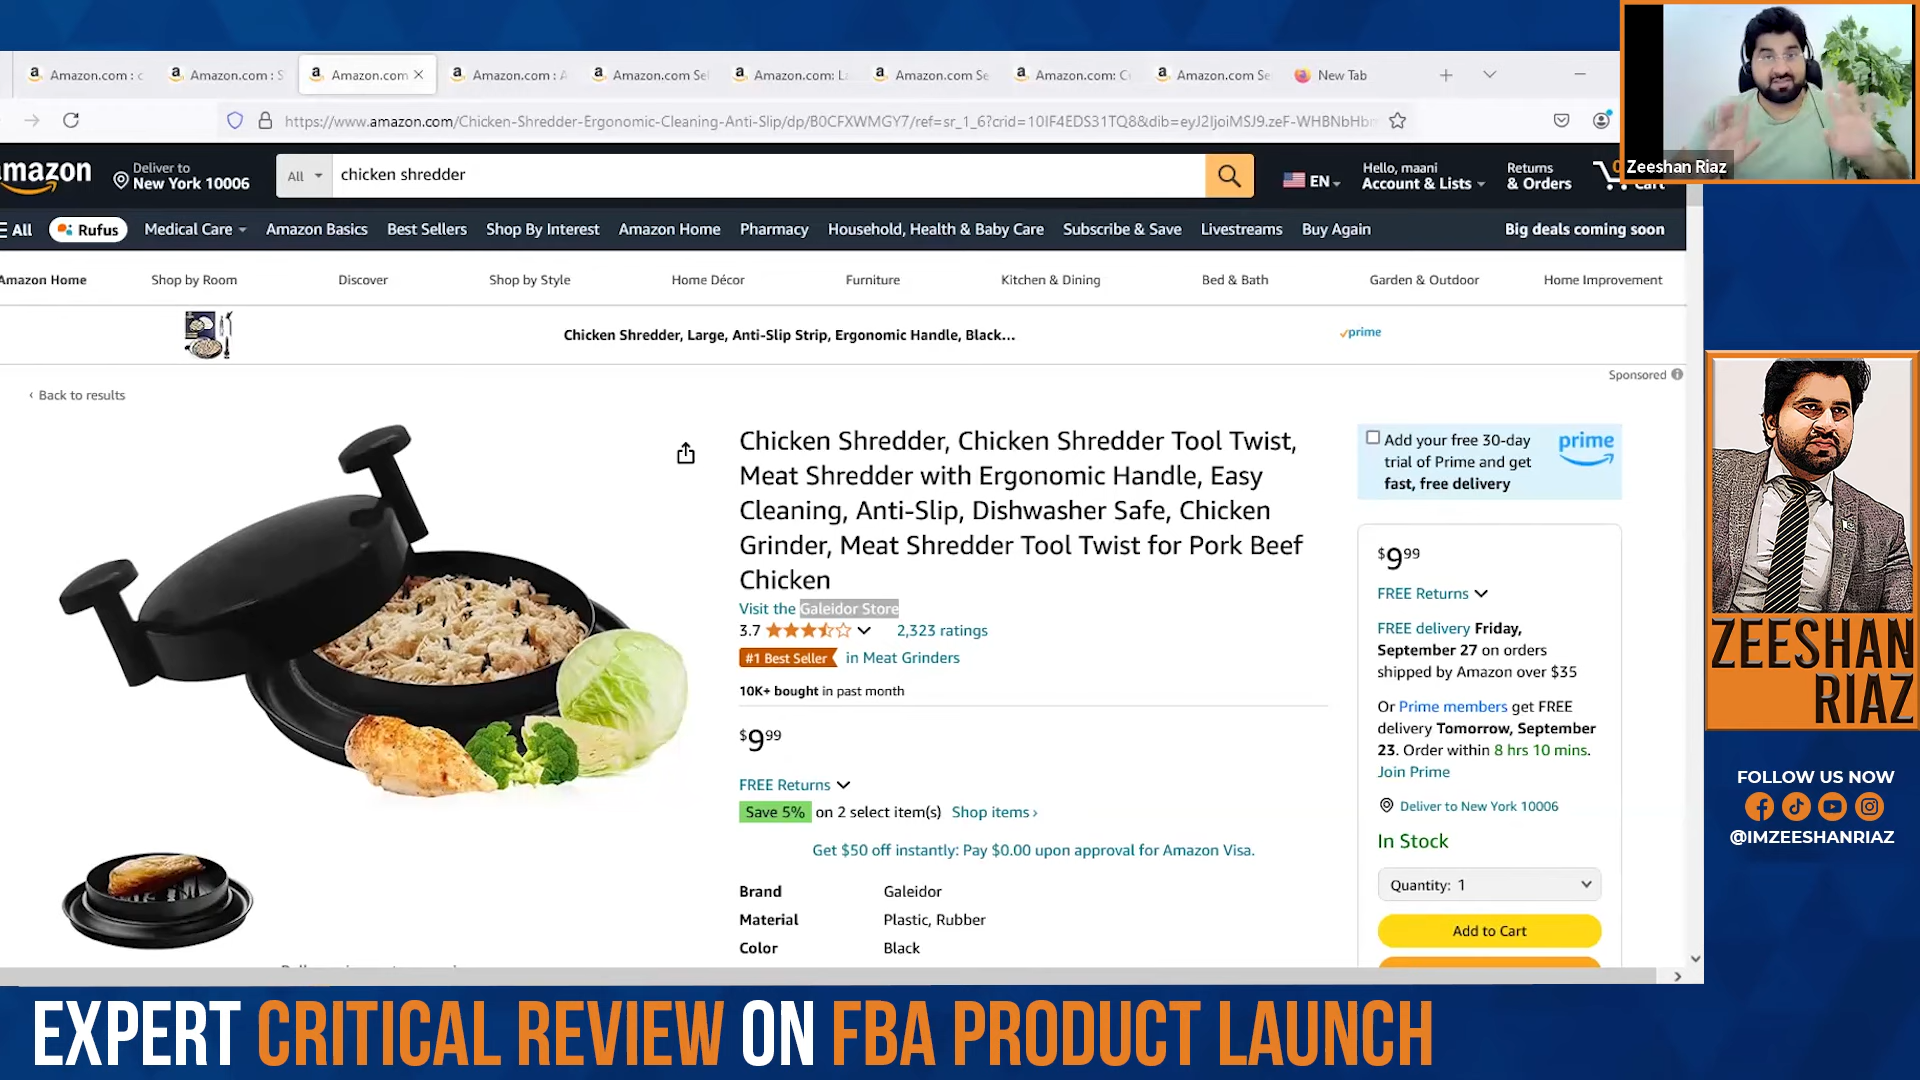 Amazon.com : c
Amazon.com : S
Amazon.com
Amazon.com : A
Amazon.com Se
Amazon.com: L
Amazon.com Se
Amazon.com: C
Amazon.com Se
New Tab
https://www.amazon.com/Chicken-Shredder-Ergonomic-Cleaning-Anti-Slip/dp/B0CFXWMGY7/ref=sr_1_6?crid=10IF4EDS31TQ8&dib=eyJ2IjoiMSJ9.zeF-WHBNbHb
Zeeshan Riaz
amazon
Deliver to
New York 10006
All
chicken shredder
EN
Hello, maani
Account & Lists
Returns
& Orders
0
Cart
All
Rufus
Medical Care
Amazon Basics
Best Sellers
Shop By Interest
Amazon Home
Pharmacy
Household, Health & Baby Care
Subscribe & Save
Livestreams
Buy Again
Big deals coming soon
Amazon Home
Shop by Room
Discover
Shop by Style
Home Décor
Furniture
Kitchen & Dining
Bed & Bath
Garden & Outdoor
Home Improvement
Chicken Shredder, Large, Anti-Slip Strip, Ergonomic Handle, Black...
prime
Sponsored
‹ Back to results
Chicken Shredder, Chicken Shredder Tool Twist,
Meat Shredder with Ergonomic Handle, Easy
Cleaning, Anti-Slip, Dishwasher Safe, Chicken
Grinder, Meat Shredder Tool Twist for Pork Beef
Chicken
Visit the Galeidor Store
3.7
2,323 ratings
#1 Best Seller in Meat Grinders
10K+ bought in past month
$9.99
FREE Returns
Save 5% on 2 select item(s) Shop items ›
Get $50 off instantly: Pay $0.00 upon approval for Amazon Visa.
Brand Galeidor
Material Plastic, Rubber
Color Black
Add your free 30-day
trial of Prime and get
fast, free delivery
prime
$9.99
FREE Returns
FREE delivery Friday,
September 27 on orders
shipped by Amazon over $35
Or Prime members get FREE
delivery Tomorrow, September
23. Order within 8 hrs 10 mins.
Join Prime
Deliver to New York 10006
In Stock
Quantity: 1
Add to Cart
ZEESHAN
RIAZ
FOLLOW US NOW
@IMZEESHANRIAZ
EXPERT CRITICAL REVIEW ON FBA PRODUCT LAUNCH